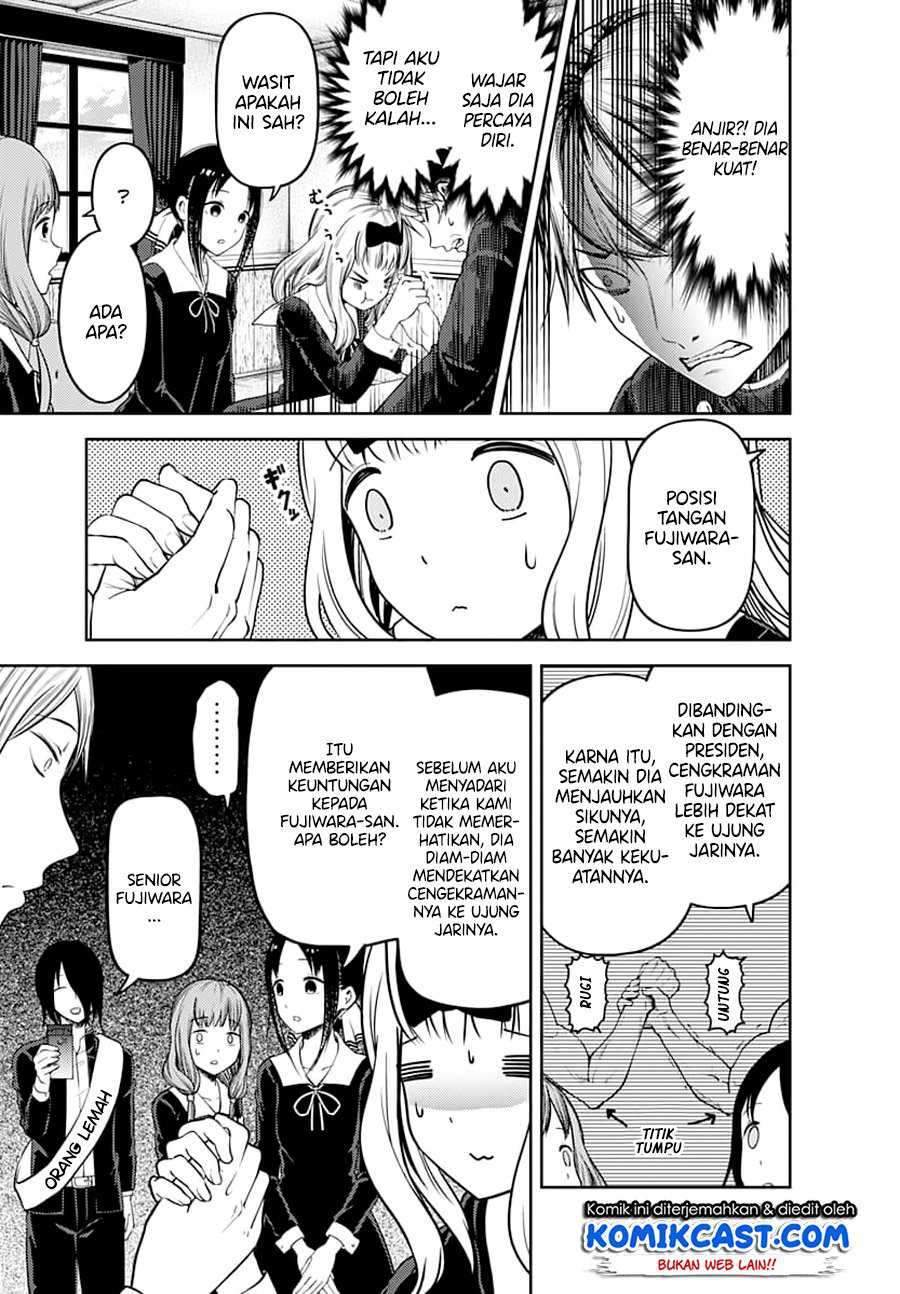 ANJIR?! DIA
BENAR-BENAR
KUAT!
WAJAR
SAJA DIA
PERCAYA
DIRI.
TAPI AKU
TIDAK
BOLEH
KALAH...
WASIT
APAKAH
INI SAH?
?
ADA
APA?
む
POSISI
TANGAN
FUJIWARA-
SAN.
ギクッ
DIBANDING-
KAN DENGAN
PRESIDEN,
CENGKRAMAN
FUJIWARA
LEBIH DEKAT
KE UJUNG
JARINYA.
KARNA ITU,
SEMAKIN DIA
MENJAUHKAN
SIKUNYA,
SEMAKIN
BANYAK KEKU-
ATANNYA.
UNTUNG
RUGI
TITIK
TUMPU
SEBELUM AKU
MENYADARI
KETIKA KAMI
TIDAK MEMER-
HATIKAN, DIA
DIAM-DIAM
MENDEKATKAN
CENGEKRAMAN-
NYA KE UJUNG
JARINYA.
ITU
MEMBERIKAN
KEUNTUNGAN
KEPADA
FUJIWARA-SAN.
APA BOLEH?
.........
SENIOR
FUJIWARA
...
ORANG LEMAH
Komik ini diterjemahkan & diedit oleh
KOMIKCAST.COM
BUKAN WEB LAIN!!